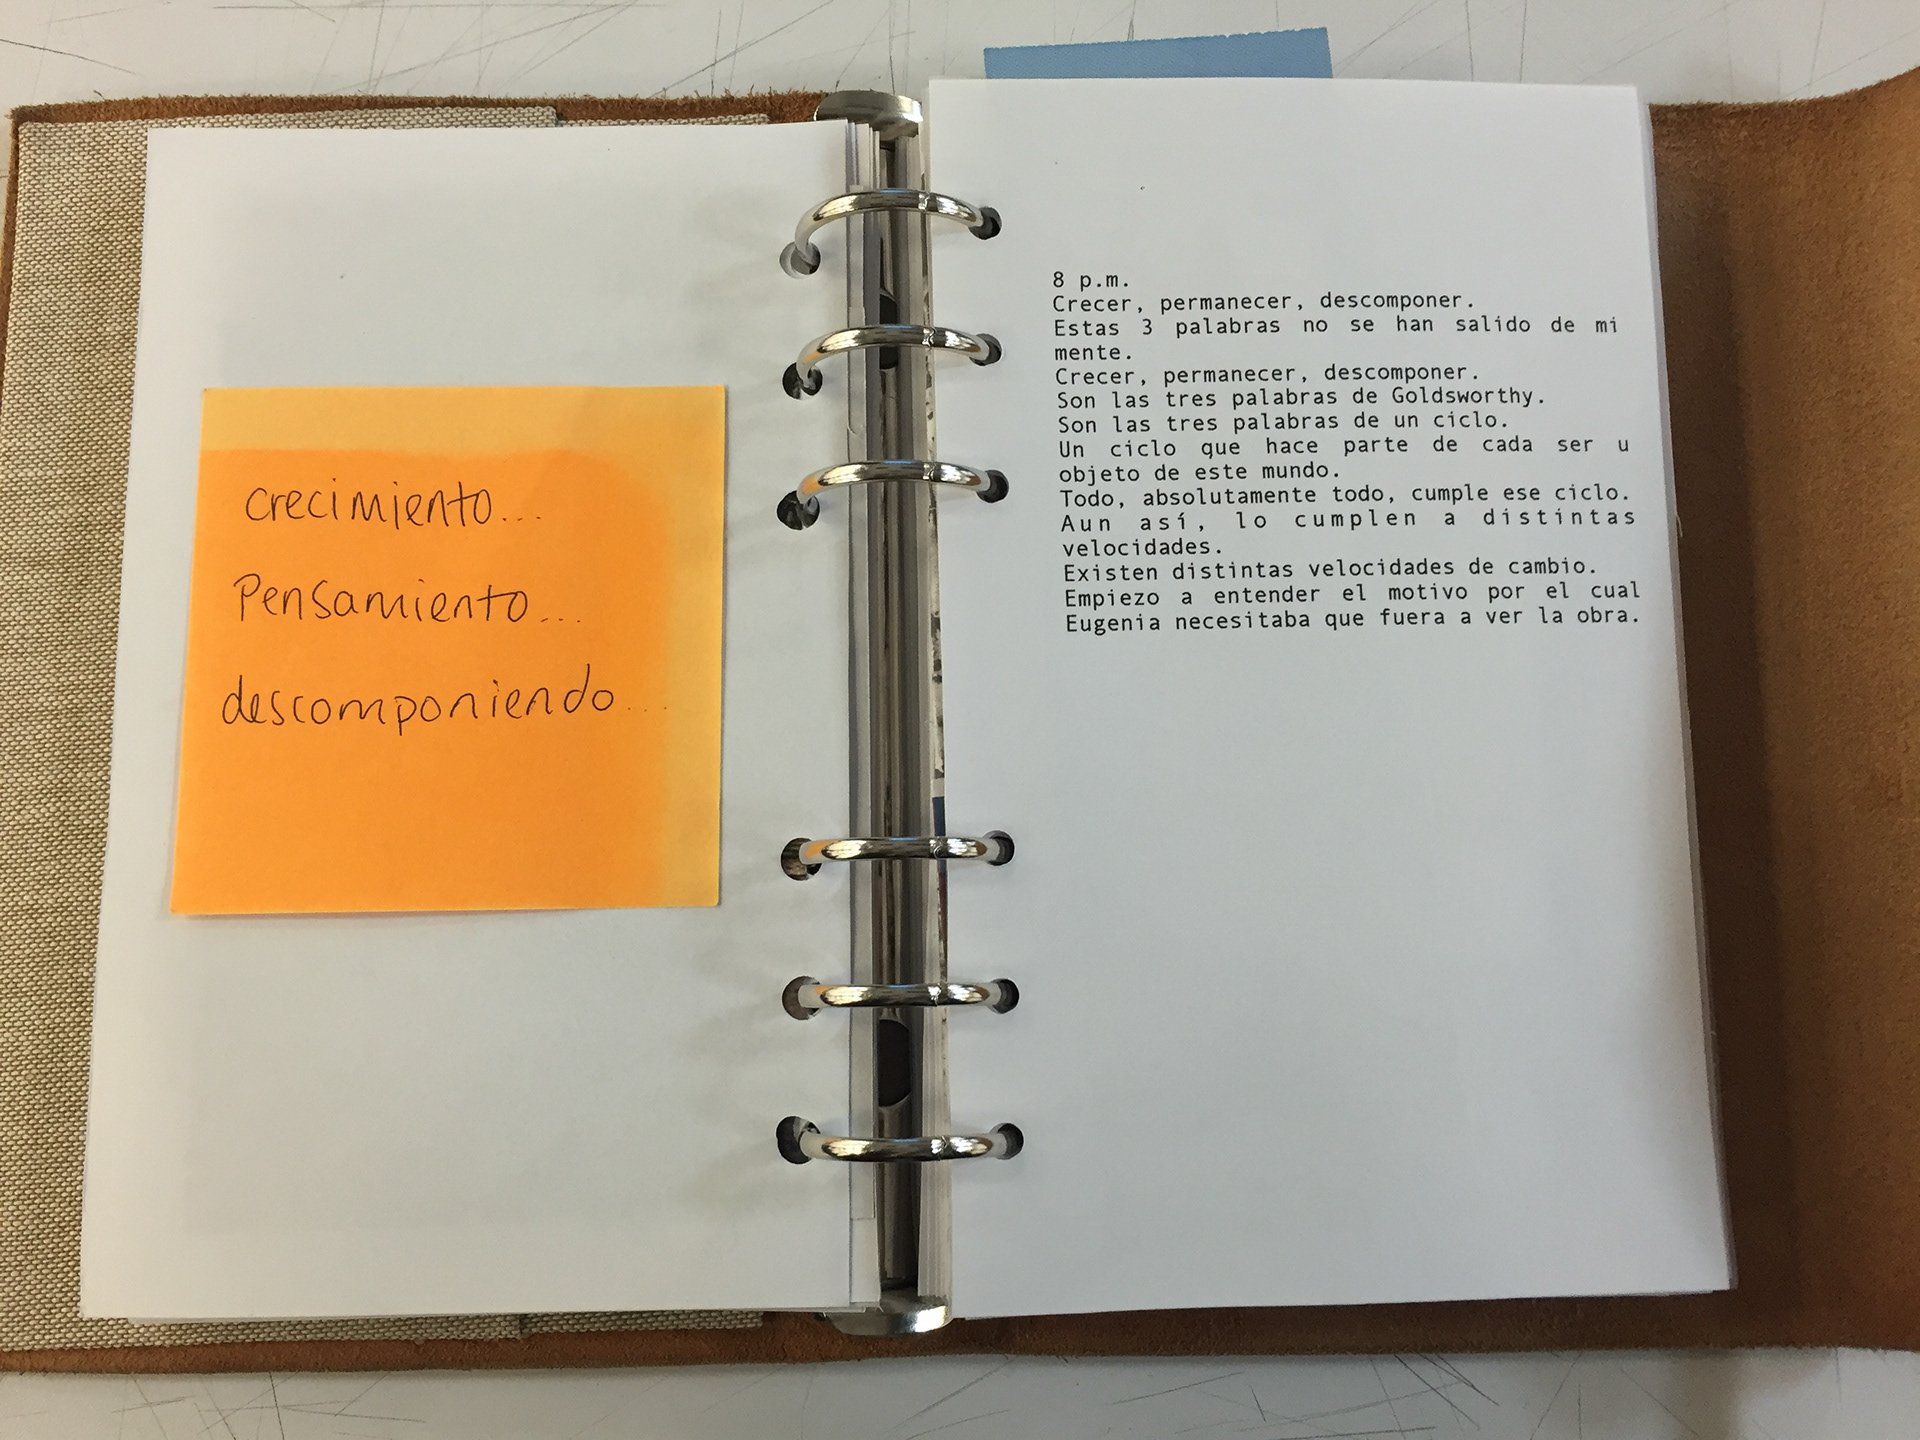 crecimiento...
Pensamiento...
descomponiendo...
8 p.m.
Crecer, permanecer, descomponer.
Estas 3 palabras no se han salido de mi
mente.
Crecer, permanecer, descomponer.
Son las tres palabras de Goldsworthy.
Son las tres palabras de un ciclo.
Un ciclo que hace parte de cada ser u
objeto de este mundo.
Todo, absolutamente todo, cumple ese ciclo.
Aun así, lo cumplen a distintas
velocidades.
Existen distintas velocidades de cambio.
Empiezo a entender el motivo por el cual
Eugenia necesitaba que fuera a ver la obra.